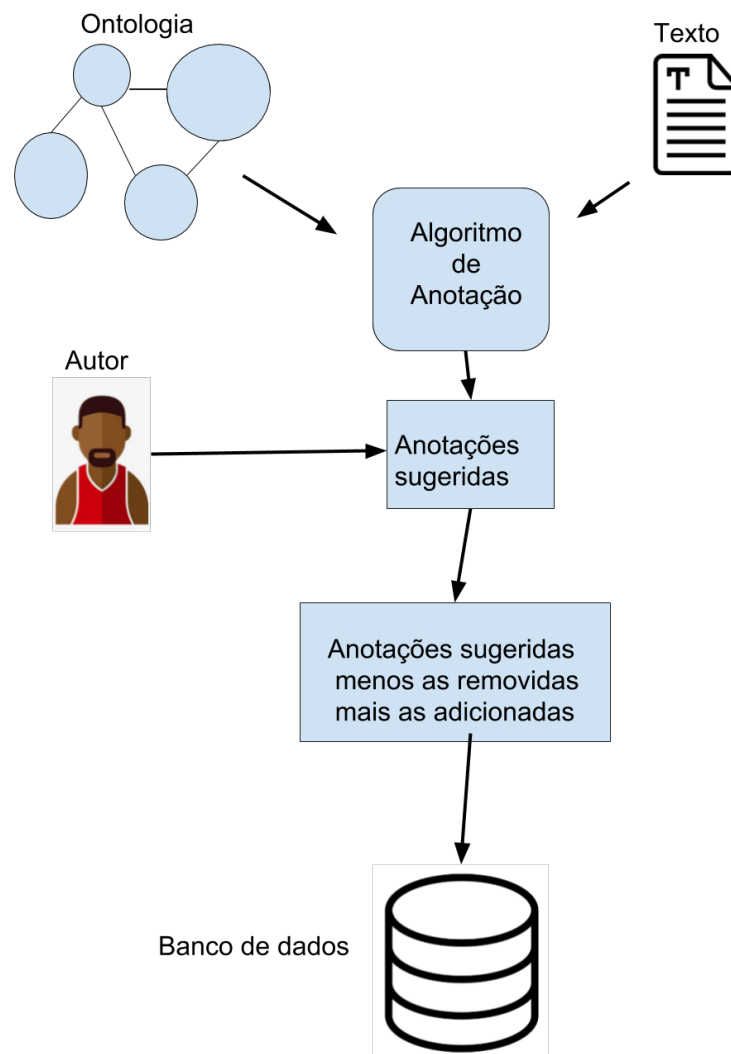 Ontologia
Texto
T
Algoritmo
de
Anotação
Autor
Anotações
sugeridas
Anotações sugeridas
menos as removidas
mais as adicionadas
Banco de dados